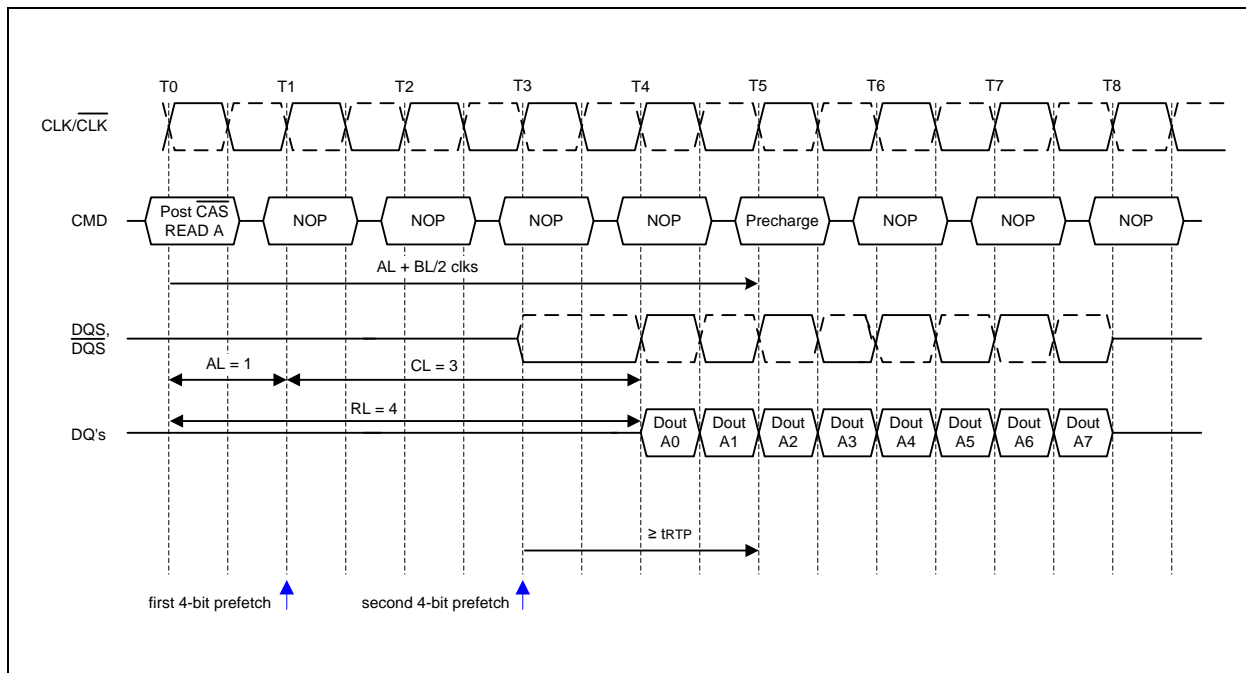 T0 T1 T2 T3 T4 T5 T6 T7 T8
CLK/CLK
CMD
Post CAS
READ A
NOP NOP NOP NOP Precharge NOP NOP NOP
AL + BL/2 clks
DQS,
DQS
AL = 1
CL = 3
RL = 4
DQ's
Dout Dout Dout Dout Dout Dout Dout Dout
A0 A1 A2 A3 A4 A5 A6 A7
≥ tRTP
first 4-bit prefetch
second 4-bit prefetch